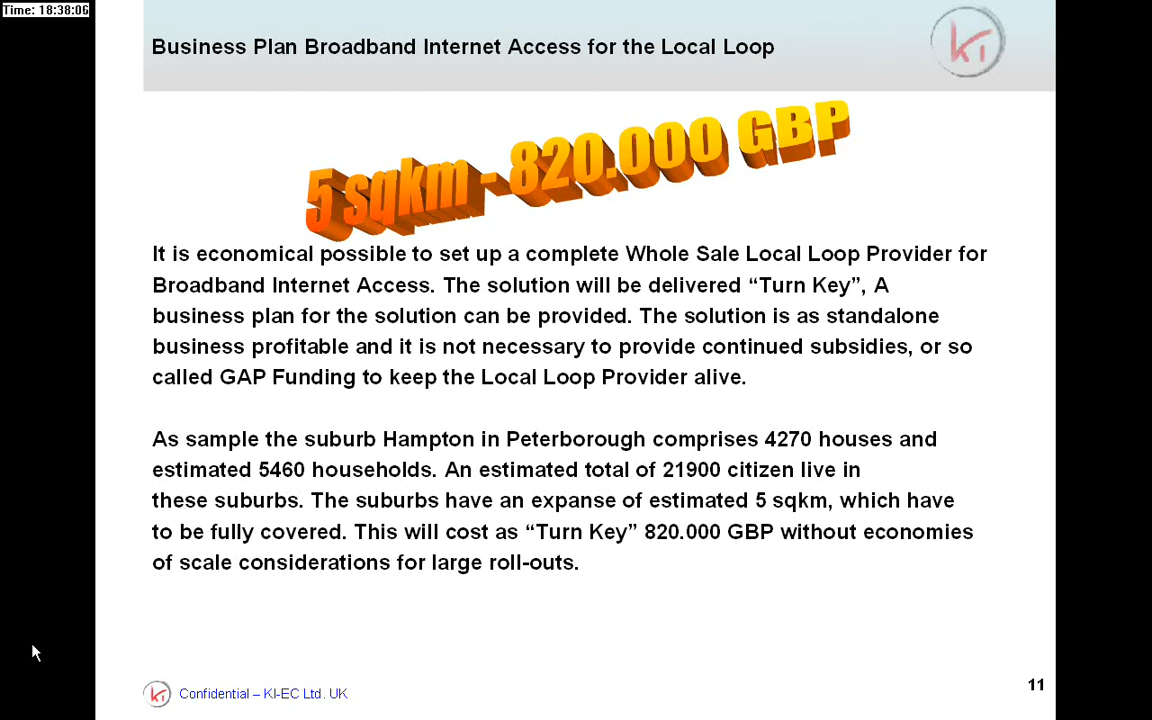 Time: 18:38:06
Business Plan Broadband Internet Access for the Local Loop
ki
5 sqkm - 820.000 GBP
It is economical possible to set up a complete Whole Sale Local Loop Provider for
Broadband Internet Access. The solution will be delivered “Turn Key”, A
business plan for the solution can be provided. The solution is as standalone
business profitable and it is not necessary to provide continued subsidies, or so
called GAP Funding to keep the Local Loop Provider alive.
As sample the suburb Hampton in Peterborough comprises 4270 houses and
estimated 5460 households. An estimated total of 21900 citizen live in
these suburbs. The suburbs have an expanse of estimated 5 sqkm, which have
to be fully covered. This will cost as “Turn Key” 820.000 GBP without economies
of scale considerations for large roll-outs.
ki
Confidential – KI-EC Ltd. UK
11